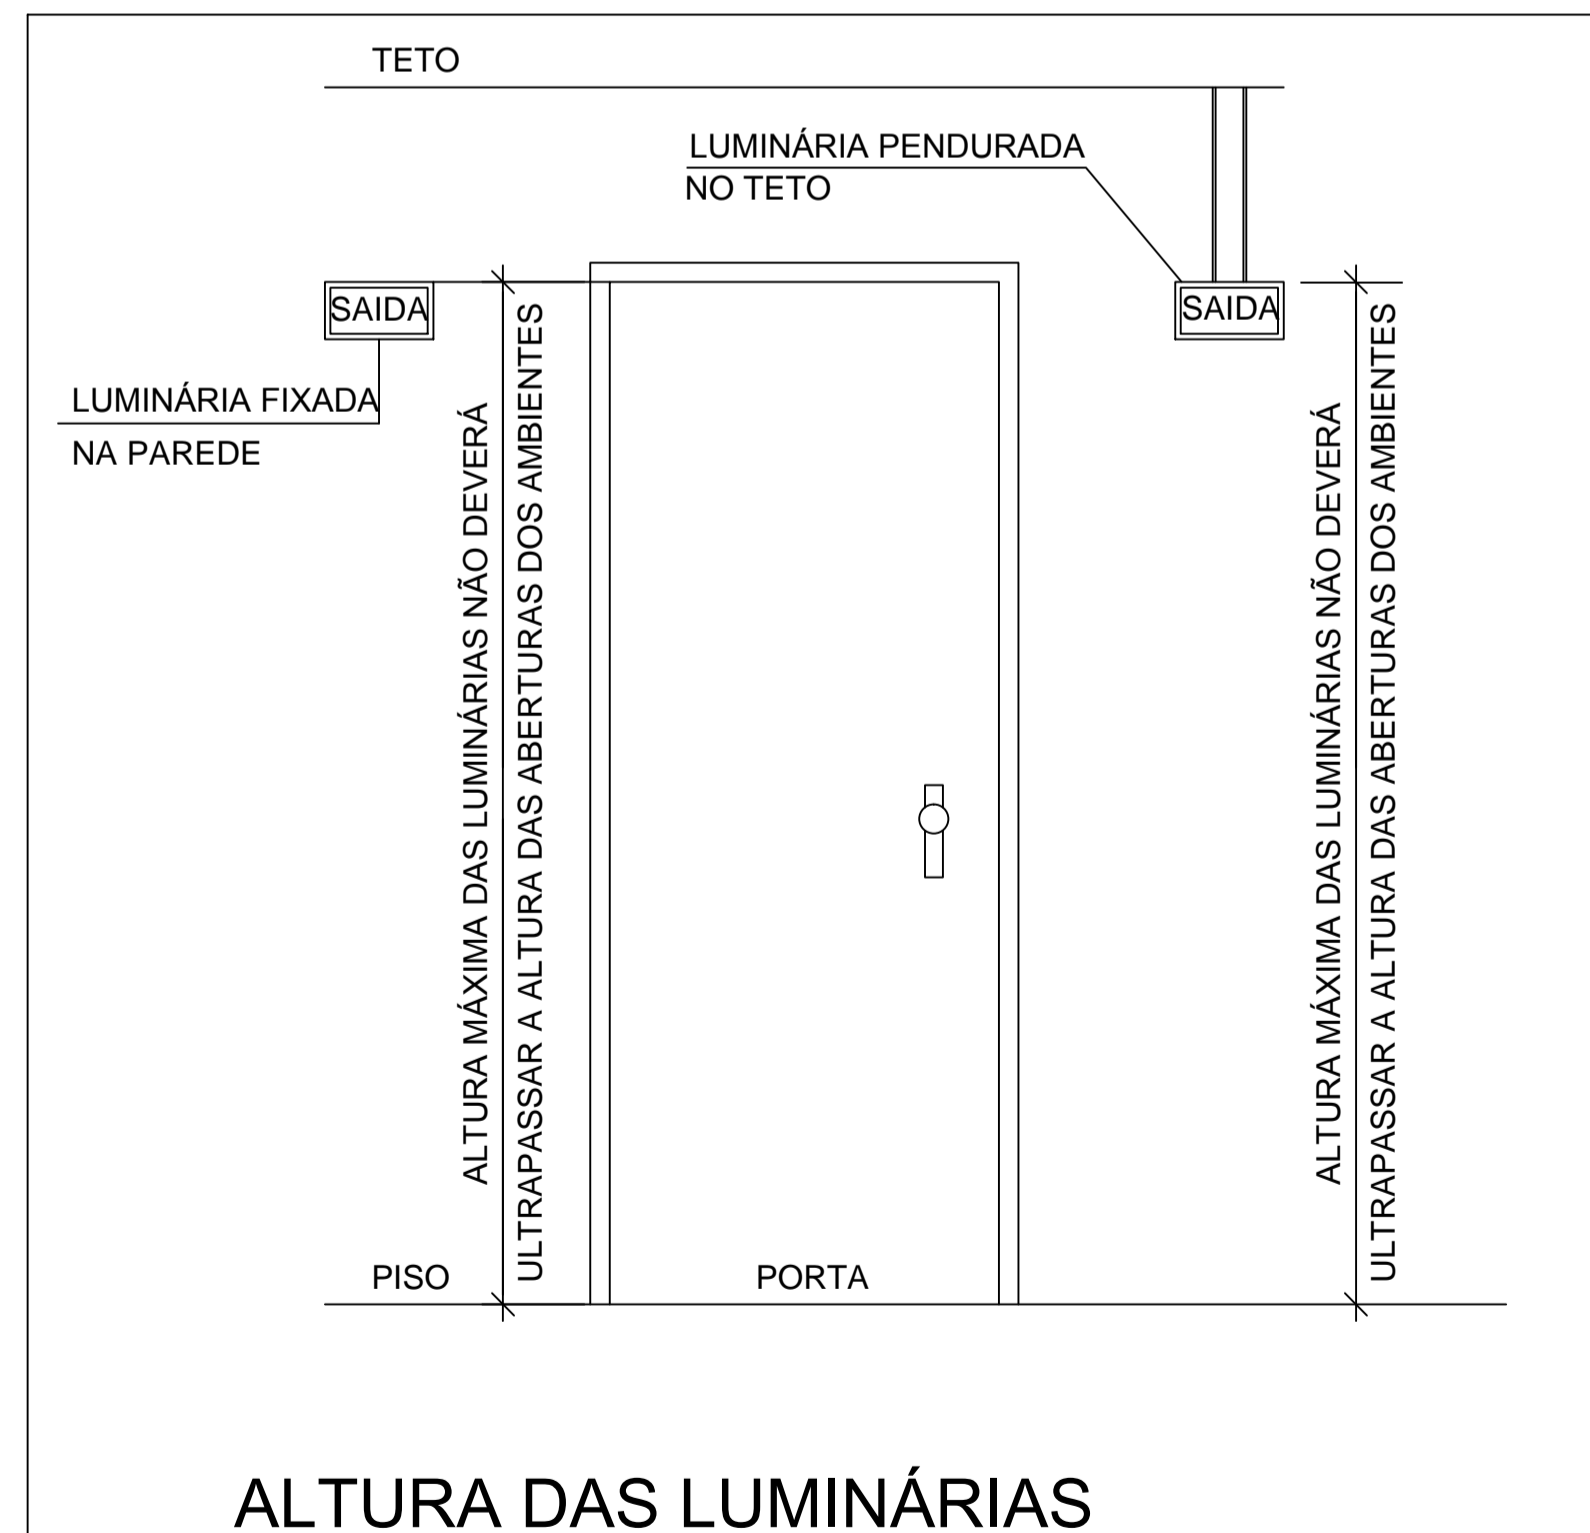 TETO
LUMINÁRIA PENDURADA
NO TETO
SAIDA
SAIDA
LUMINÁRIA FIXADA
NA PAREDE
ALTURA MÁXIMA DAS LUMINÁRIAS NÃO DEVERÁ
ULTRAPASSAR A ALTURA DAS ABERTURAS DOS AMBIENTES
ALTURA MÁXIMA DAS LUMINÁRIAS NÃO DEVERÁ
ULTRAPASSAR A ALTURA DAS ABERTURAS DOS AMBIENTES
PISO
PORTA
ALTURA DAS LUMINÁRIAS